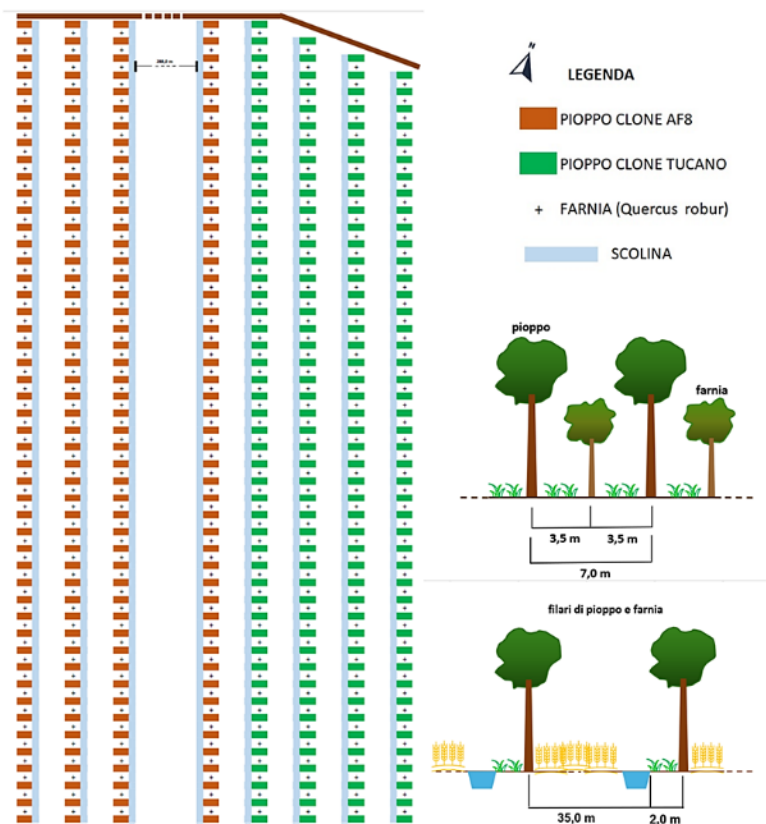 N
LEGENDA
PIOPPO CLONE AF8
PIOPPO CLONE TUCANO
+ FARNIA (Quercus robur)
SCOLINA
pioppo
farnia
3,5 m 3,5 m
7,0 m
filari di pioppo e farnia
35,0 m 2,0 m